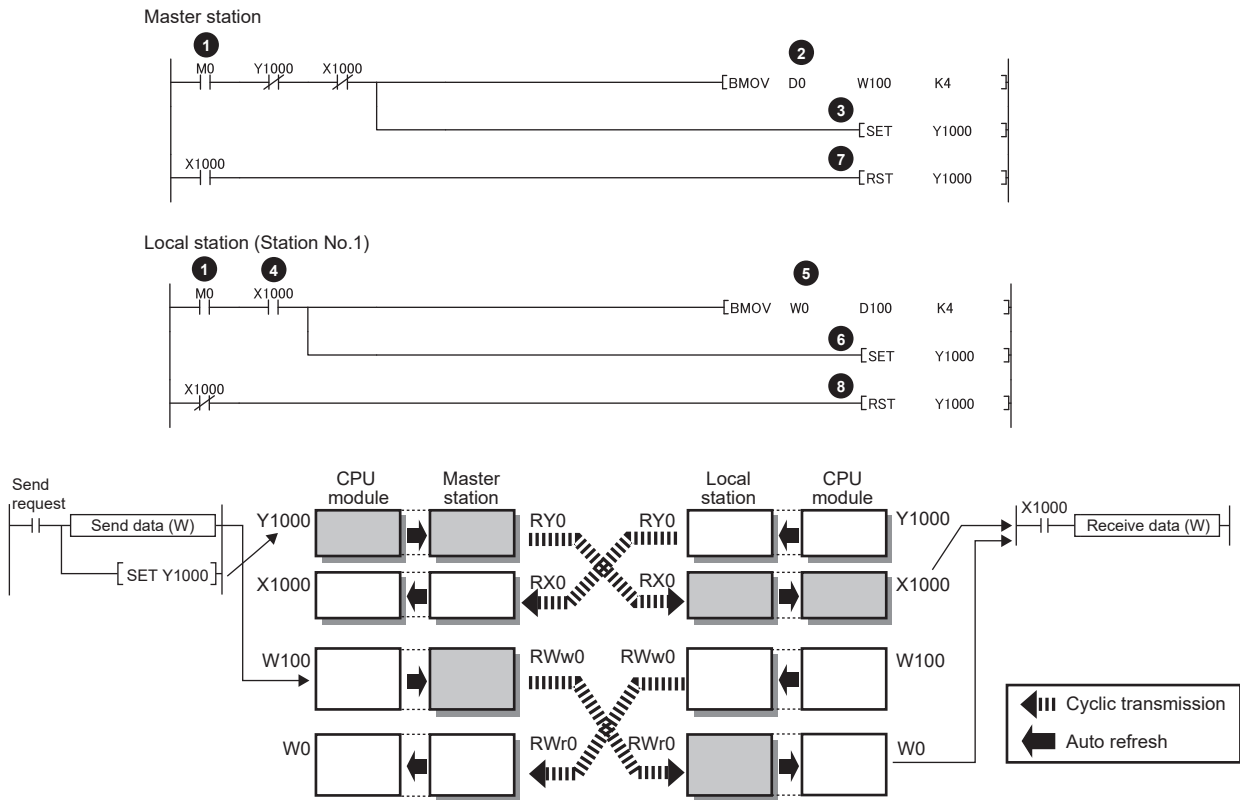 Master station
1
2
M0 Y1000 X1000
BMOV D0 W100 K4
3
SET Y1000
X1000
7
RST Y1000
Local station (Station No.1)
1
4
5
M0 X1000
BMOV W0 D100 K4
6
SET Y1000
X1000
8
RST Y1000
Send
request
Send data (W)
SET Y1000
CPU
module
Master
station
Local
station
CPU
module
Y1000
RY0
RY0
Y1000
X1000
RX0
RX0
X1000
W100
RWw0
RWw0
W100
W0
RWr0
RWr0
W0
X1000
Receive data (W)
Cyclic transmission
Auto refresh